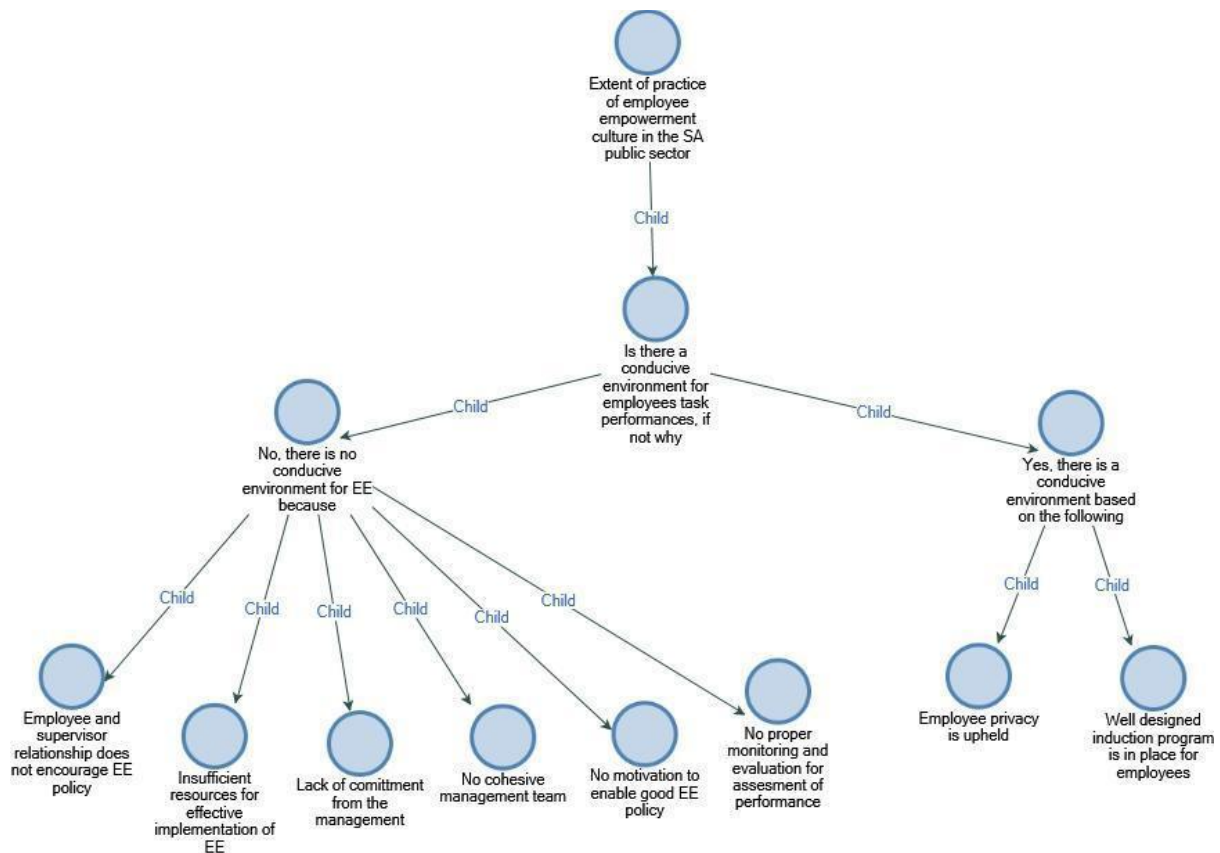 Extent of practice
of employee
empowerment
culture in the SA
public sector
Child
Is there a
conducive
environment for
employees task
performances, if
not why
Child
Child
No, there is no
conducive
environment for EE
because
Yes, there is a
conducive
environment based
on the following
Child
Child
Child
Child
Child
Child
Child
Child
Employee and
supervisor
relationship does
not encourage EE
policy
Insufficient
resources for
effective
implementation of
EE
Lack of comittment
from the
management
No cohesive
management team
No motivation to
enable good EE
policy
No proper
monitoring and
evaluation for
assesment of
performance
Employee privacy
is upheld
Well designed
induction program
is in place for
employees